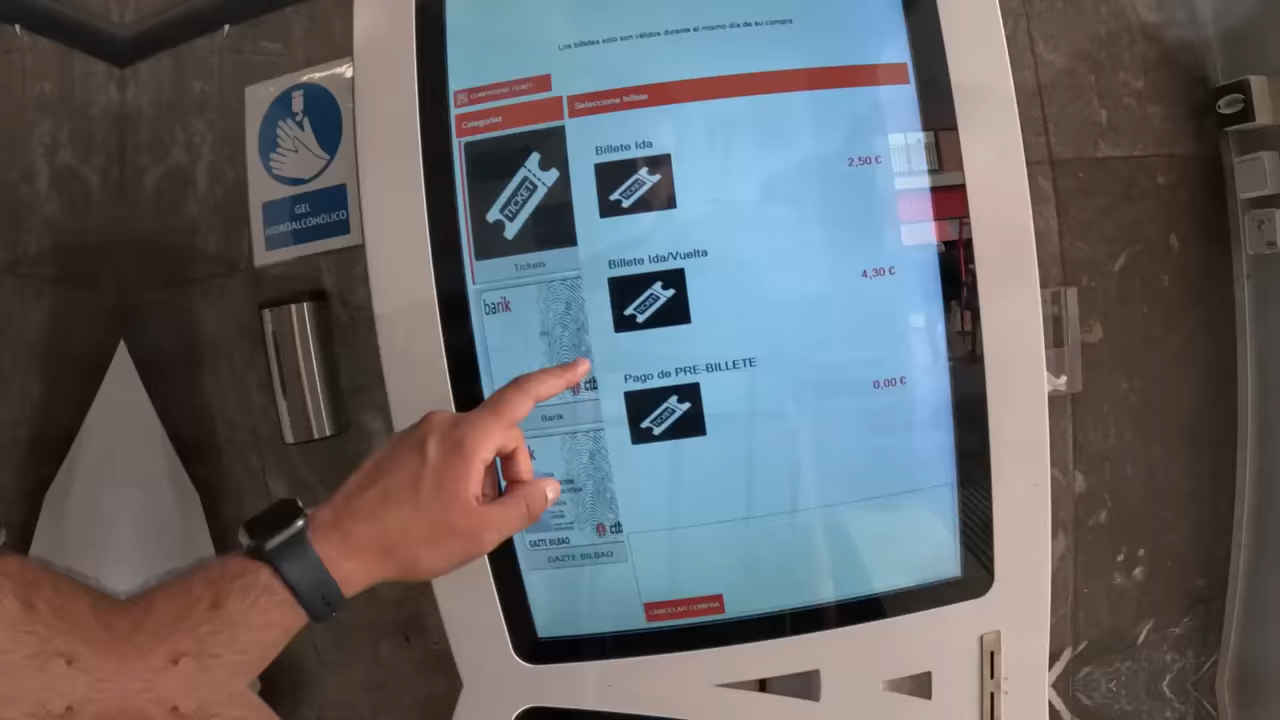 Los billetes solo son válidos durante el mismo día de su compra
COMPROBAR TICKET
Categorías
Seleccione billete
TICKET
Tickets
Billete Ida
TICKET
2,50 €
Billete Ida/Vuelta
TICKET
4,30 €
Pago de PRE-BILLETE
TICKET
0,00 €
barik
ctb
Barik
k
ctb
GAZTE BILBAO
GAZTE BILBAO
CANCELAR COMPRA
GEL
HIDROALCOHÓLICO